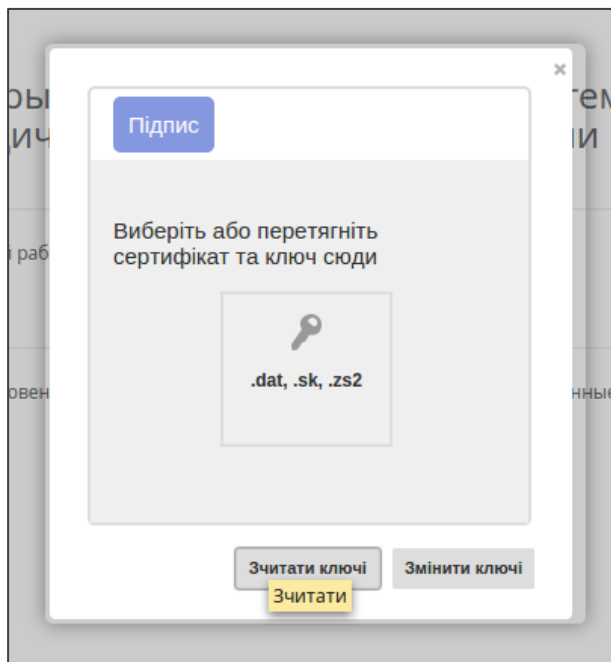 ×
Підпис
Виберіть або перетягніть
сертифікат та ключ сюди
.dat, .sk, .zs2
Зчитати ключі
Змінити ключі
Зчитати